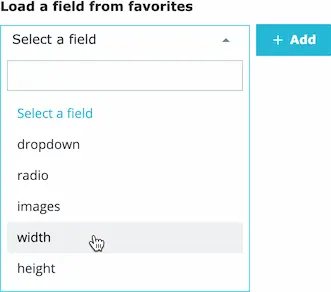 Load a field from favorites
Select a field
+ Add
Select a field
dropdown
radio
images
width
height